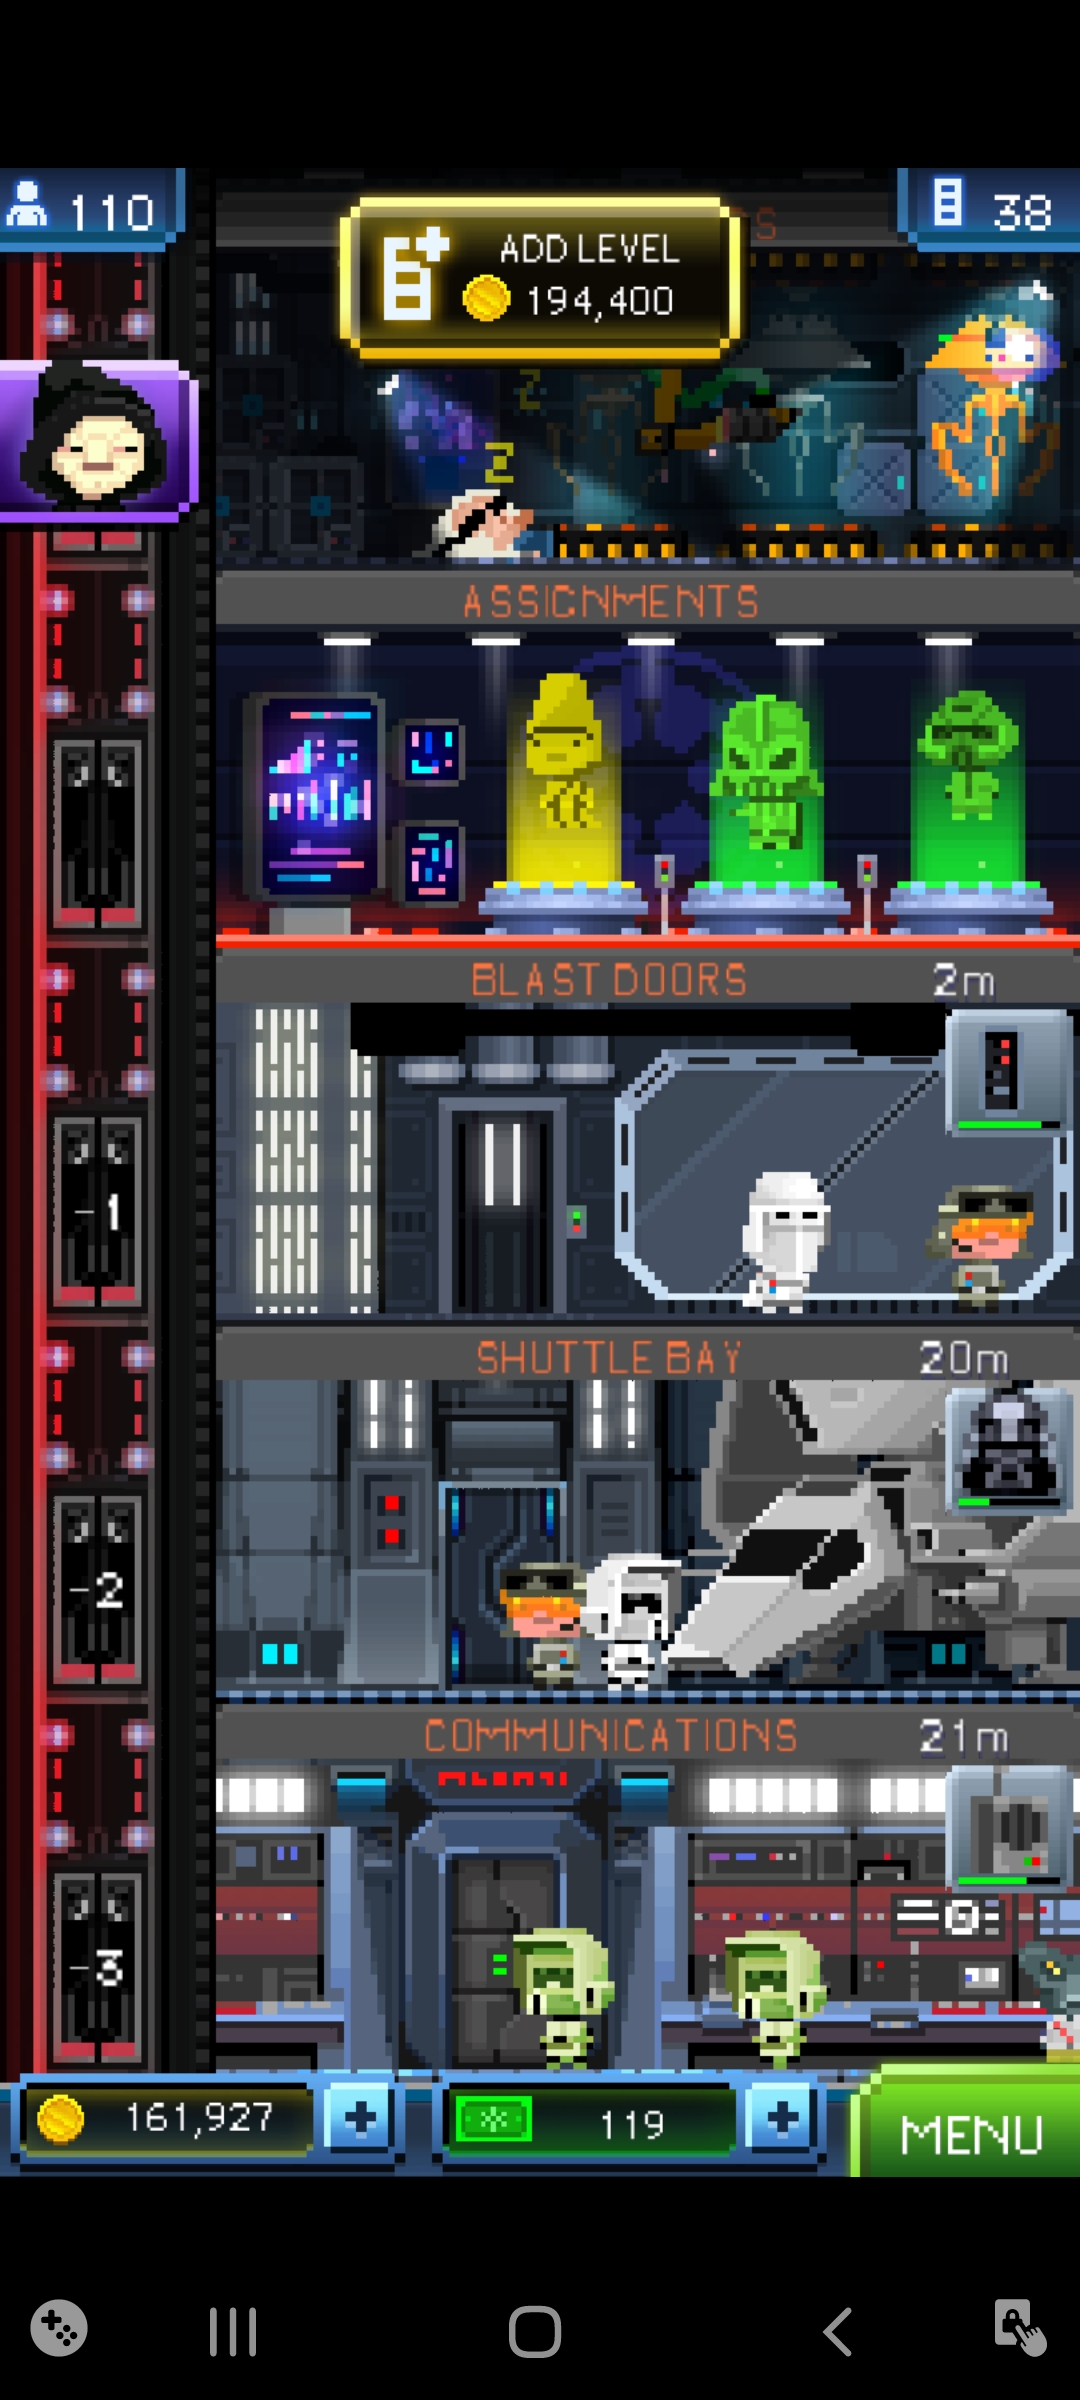 110
38
ADD LEVEL
194,400
Z
Z
ASSIGNMENTS
BLAST DOORS 2m
-1
SHUTTLE BAY 20m
-2
COMMUNICATIONS 21m
-3
161,927
119
MENU